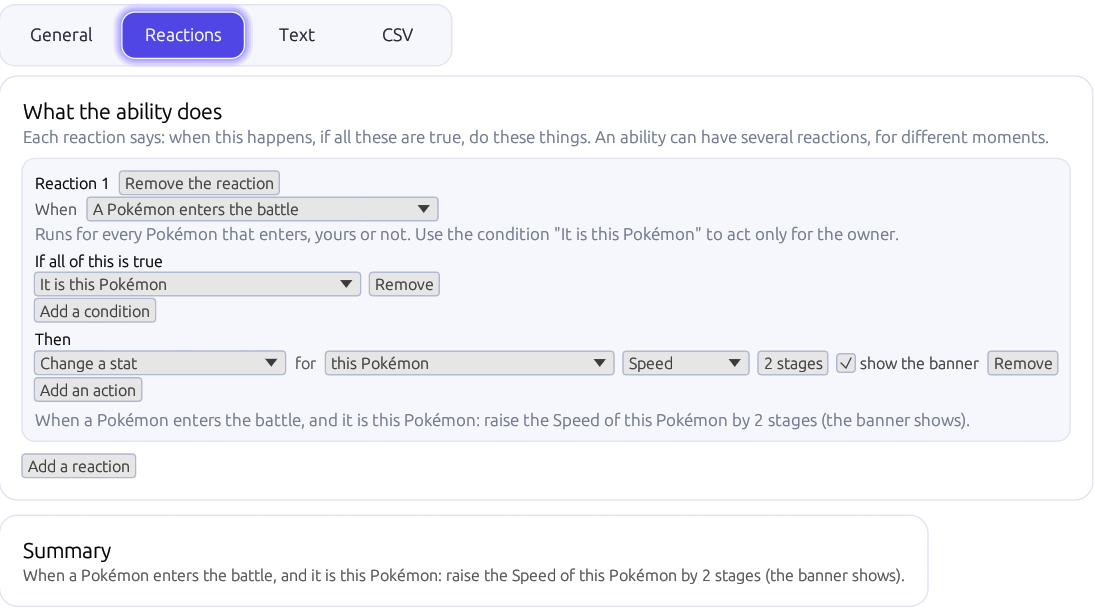 General Reactions Text CSV
What the ability does
Each reaction says: when this happens, if all these are true, do these things. An ability can have several reactions, for different moments.
Reaction 1 Remove the reaction
When A Pokémon enters the battle
Runs for every Pokémon that enters, yours or not. Use the condition "It is this Pokémon" to act only for the owner.
If all of this is true
It is this Pokémon Remove
Add a condition
Then
Change a stat for this Pokémon Speed 2 stages show the banner Remove
Add an action
When a Pokémon enters the battle, and it is this Pokémon: raise the Speed of this Pokémon by 2 stages (the banner shows).
Add a reaction
Summary
When a Pokémon enters the battle, and it is this Pokémon: raise the Speed of this Pokémon by 2 stages (the banner shows).